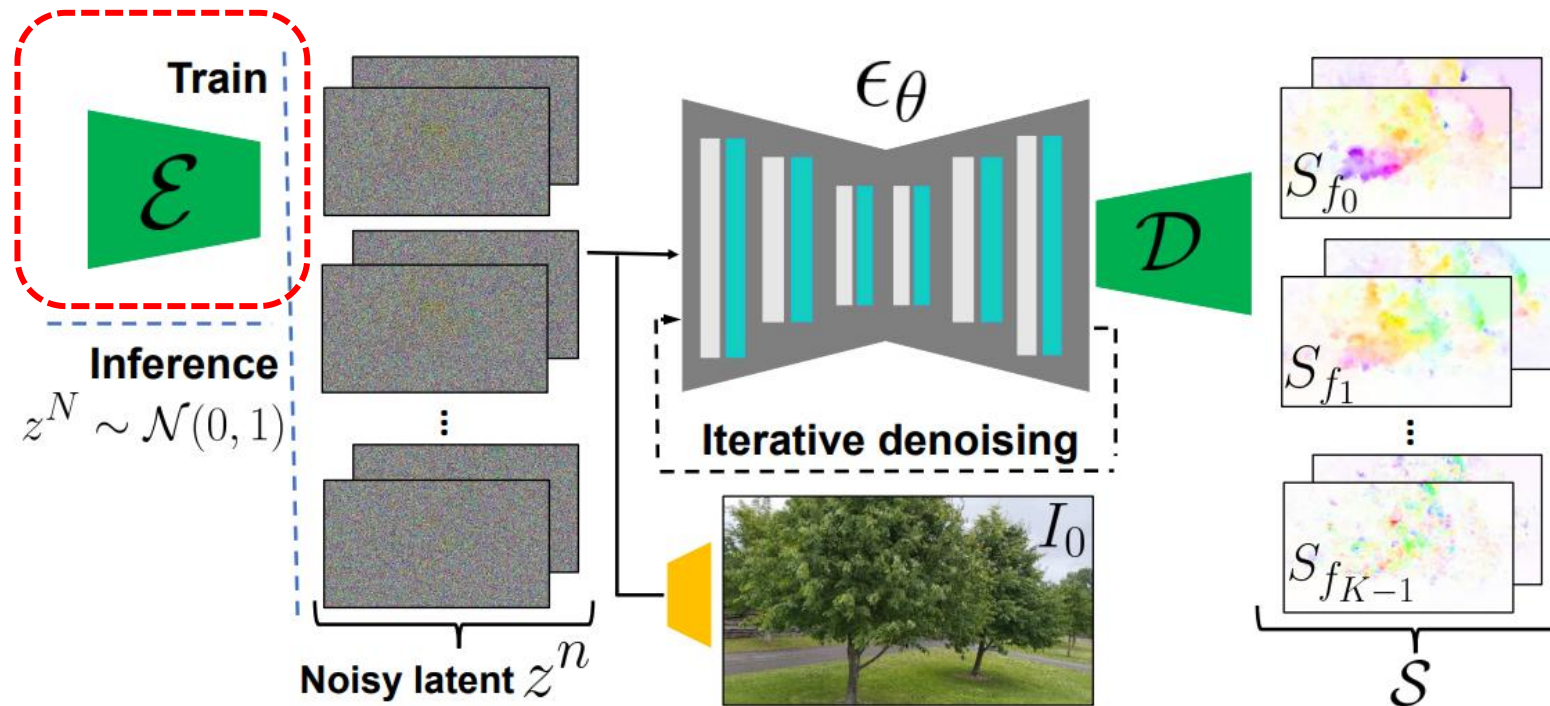 Train
ℰ
Inference
z^N ∼ 𝒩(0, 1)
Noisy latent z^n
ϵ_θ
Iterative denoising
I_0
𝒟
S_{f_0}
S_{f_1}
S_{f_{K−1}}
𝒮